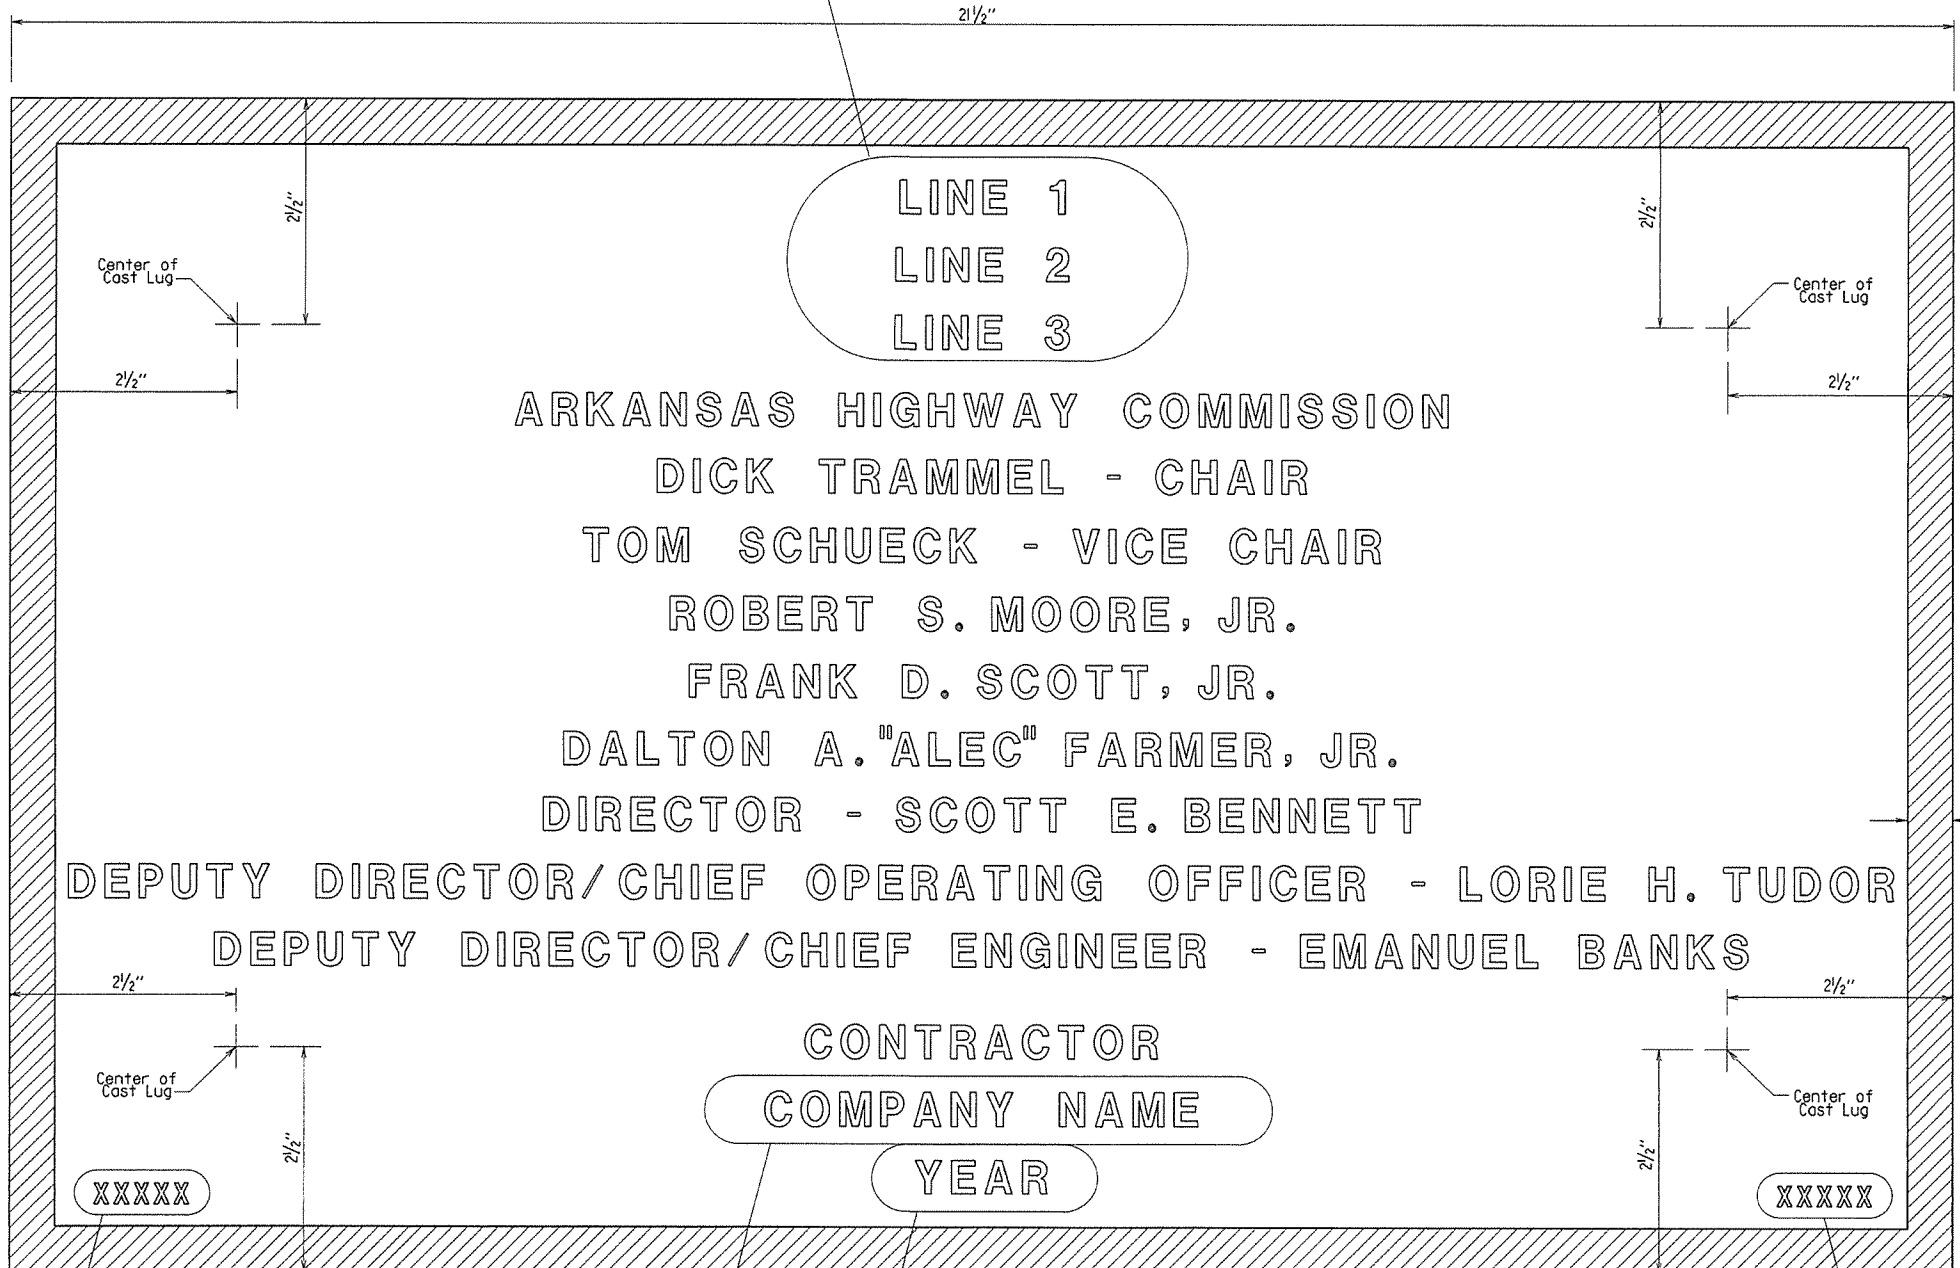 21½"
2½"
2½"
LINE 1
LINE 2
LINE 3
Center of
Cast Lug
Center of
Cast Lug
2½"
2½"
ARKANSAS HIGHWAY COMMISSION
DICK TRAMMEL - CHAIR
TOM SCHUECK - VICE CHAIR
ROBERT S. MOORE, JR.
FRANK D. SCOTT, JR.
DALTON A. "ALEC" FARMER, JR.
DIRECTOR - SCOTT E. BENNETT
DEPUTY DIRECTOR/CHIEF OPERATING OFFICER - LORIE H. TUDOR
DEPUTY DIRECTOR/CHIEF ENGINEER - EMANUEL BANKS
2½"
2½"
CONTRACTOR
Center of
Cast Lug
COMPANY NAME
Center of
Cast Lug
2½"
2½"
YEAR
XXXXX
XXXXX